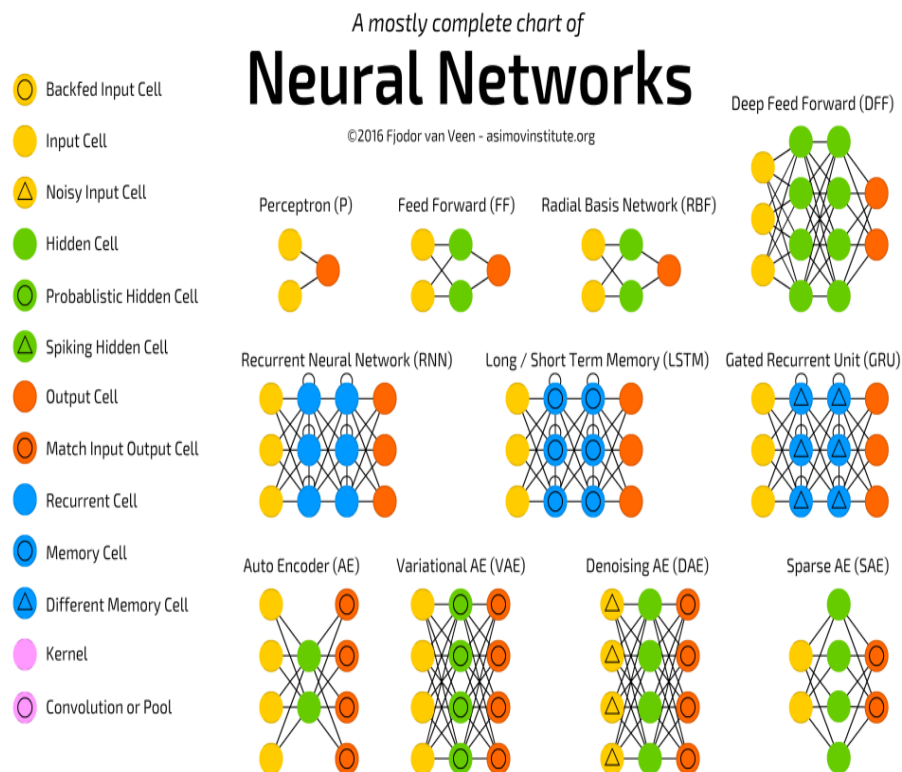 A mostly complete chart of
Neural Networks
©2016 Fjodor van Veen - asimovinstitute.org
Backfed Input Cell
Input Cell
Noisy Input Cell
Hidden Cell
Probablistic Hidden Cell
Spiking Hidden Cell
Output Cell
Match Input Output Cell
Recurrent Cell
Memory Cell
Different Memory Cell
Kernel
Convolution or Pool
Deep Feed Forward (DFF)
Perceptron (P)
Feed Forward (FF)
Radial Basis Network (RBF)
Recurrent Neural Network (RNN)
Long / Short Term Memory (LSTM)
Gated Recurrent Unit (GRU)
Auto Encoder (AE)
Variational AE (VAE)
Denoising AE (DAE)
Sparse AE (SAE)